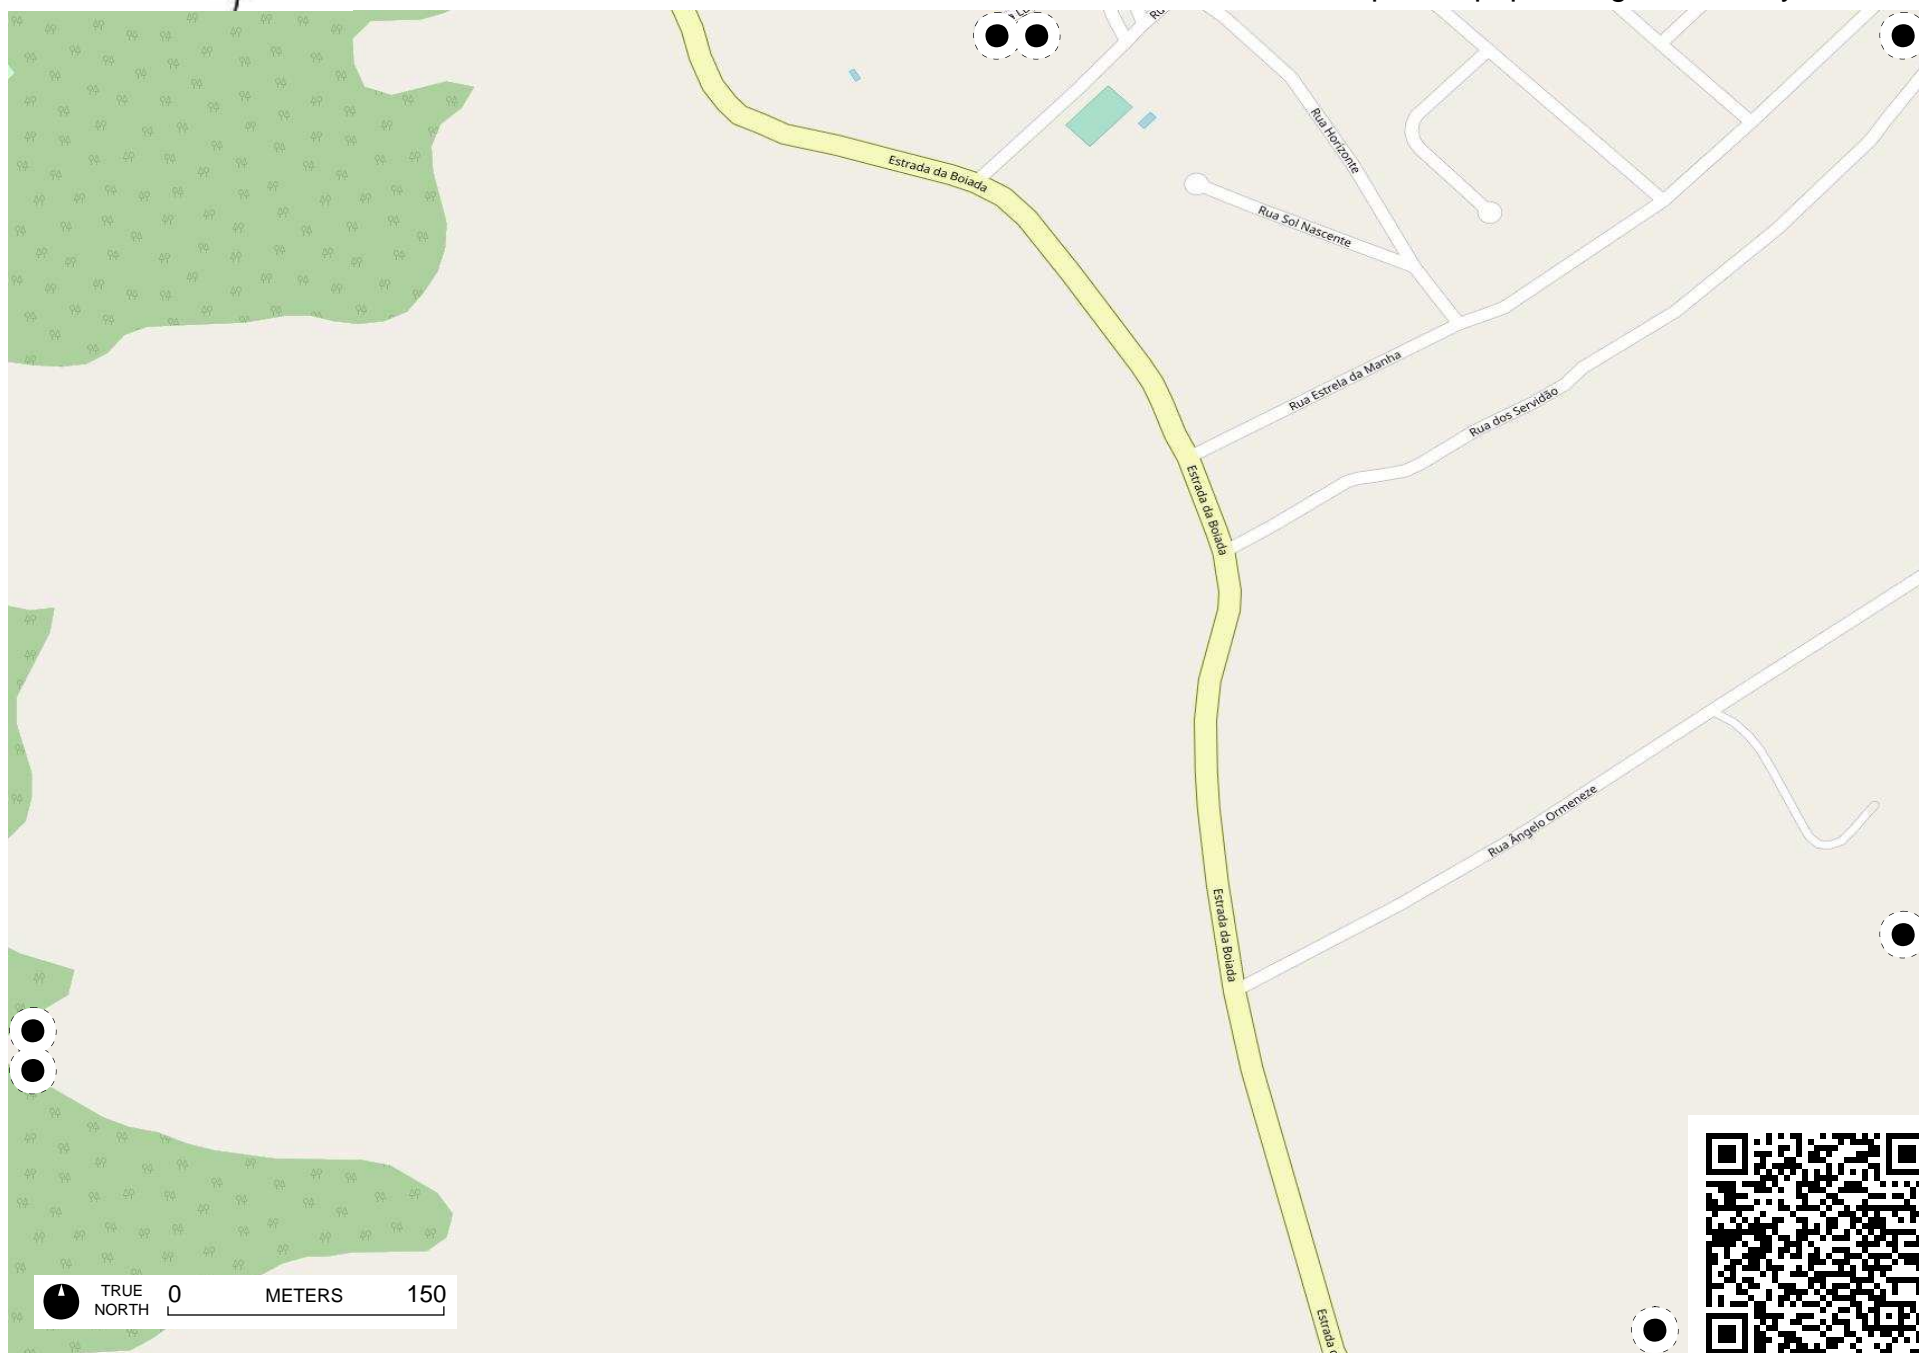 Estrada da Boiada
Rua Horizonte
Rua Sol Nascente
Rua Estrela da Manha
Rua dos Servidão
Estrada da Boiada
Rua Ângelo Ormeneze
Estrada da Boiada
TRUE NORTH
0 METERS 150
Estrada